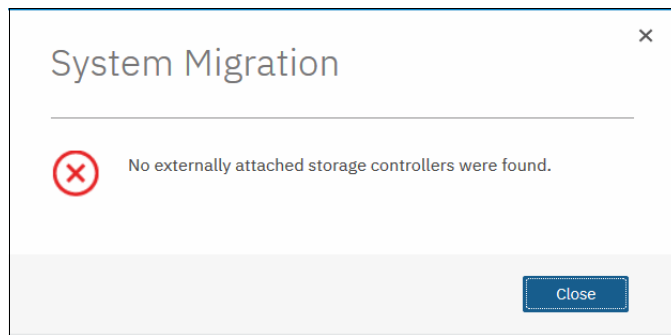 System Migration
No externally attached storage controllers were found.
Close